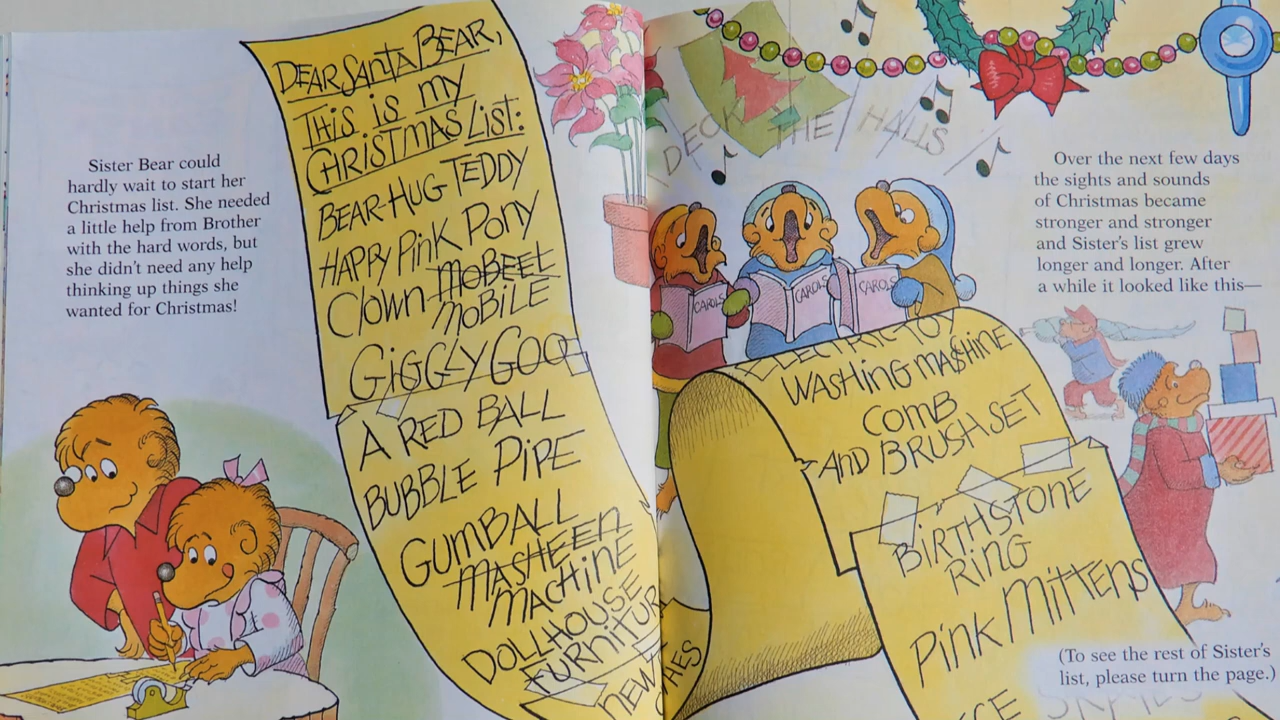 Sister Bear could
hardly wait to start her
Christmas list. She needed
a little help from Brother
with the hard words, but
she didn't need any help
thinking up things she
wanted for Christmas!
DEAR SANTA BEAR,
THIS is my
CHRISTMAS LIST:
BEAR-HUG TEDDY
HAPPY PINK PONY
CLOWN MOBEEL
MOBILE
GIGGLY GOO
A RED BALL
BUBBLE PIPE
GUMBALL
MASHEEN
MACHINE
DOLLHOUSE
NEW
DECK THE HALLS
CAROLS
CAROLS
CAROLS
Over the next few days
the sights and sounds
of Christmas became
stronger and stronger
and Sister's list grew
longer and longer. After
a while it looked like this—
ELECTRIC TOY
WASHING MASHINE
COMB
AND BRUSH SET
BIRTHSTONE
RING
PINK MITTENS
(To see the rest of Sister's
list, please turn the page.)